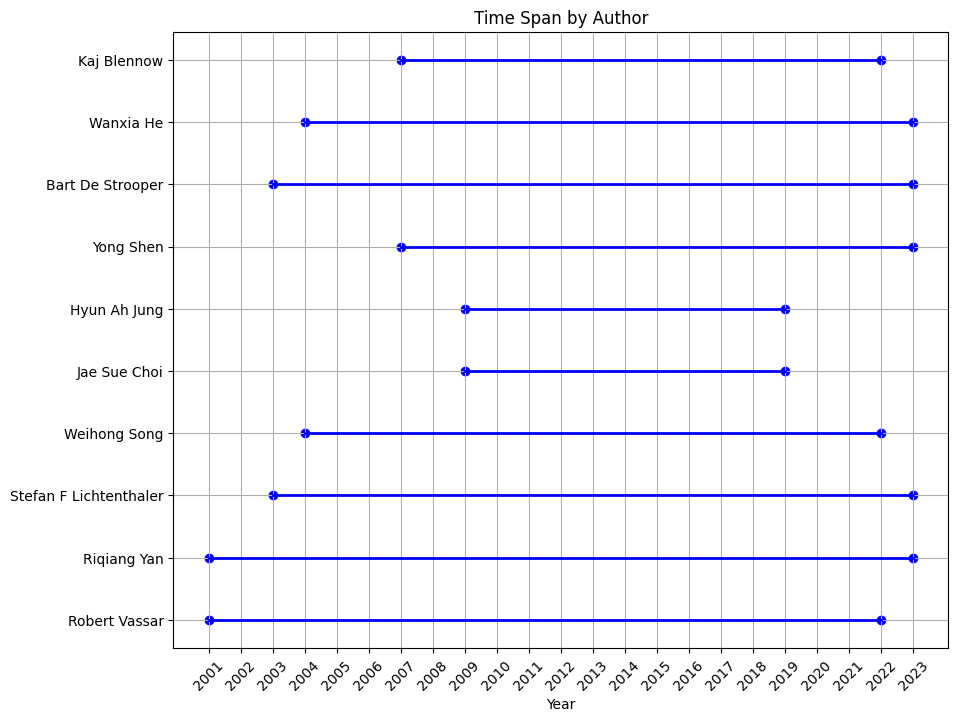 Time Span by Author
Kaj Blennow
Wanxia He
Bart De Strooper
Yong Shen
Hyun Ah Jung
Jae Sue Choi
Weihong Song
Stefan F Lichtenthaler
Riqiang Yan
Robert Vassar
2001 2002 2003 2004 2005 2006 2007 2008 2009 2010 2011 2012 2013 2014 2015 2016 2017 2018 2019 2020 2021 2022 2023
Year